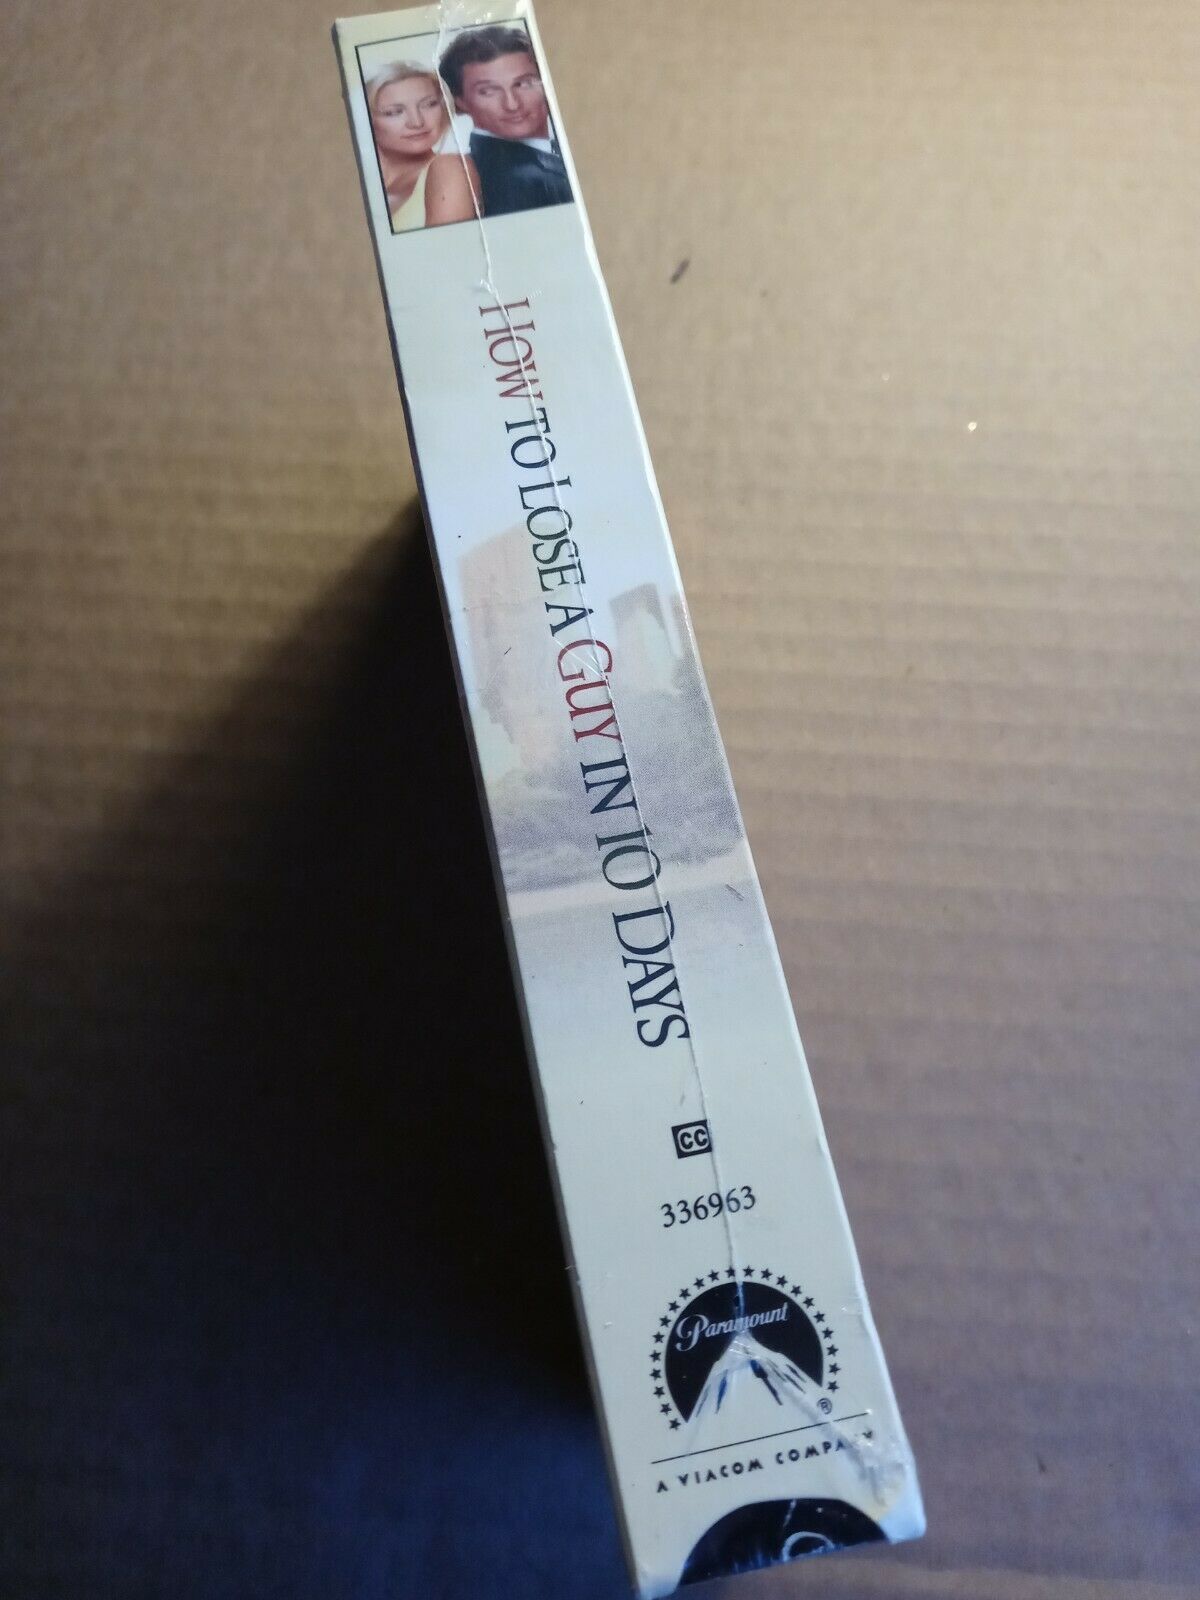 HOW TO LOSE A GUY IN 10 DAYS
CC
336963
Paramount
®
A VIACOM COMPANY